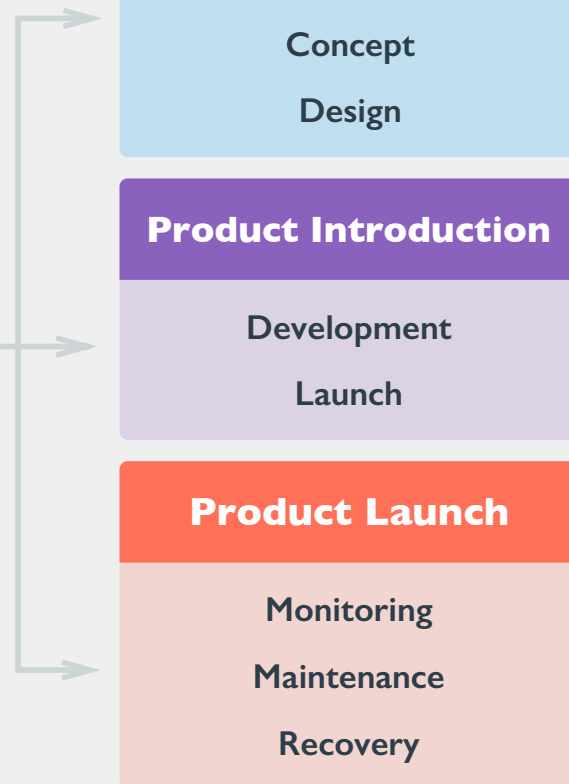 Concept
Design
Product Introduction
Development
Launch
Product Launch
Monitoring
Maintenance
Recovery